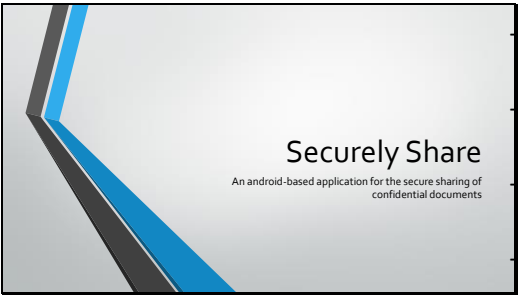 Securely Share
An android-based application for the secure sharing of
confidential documents